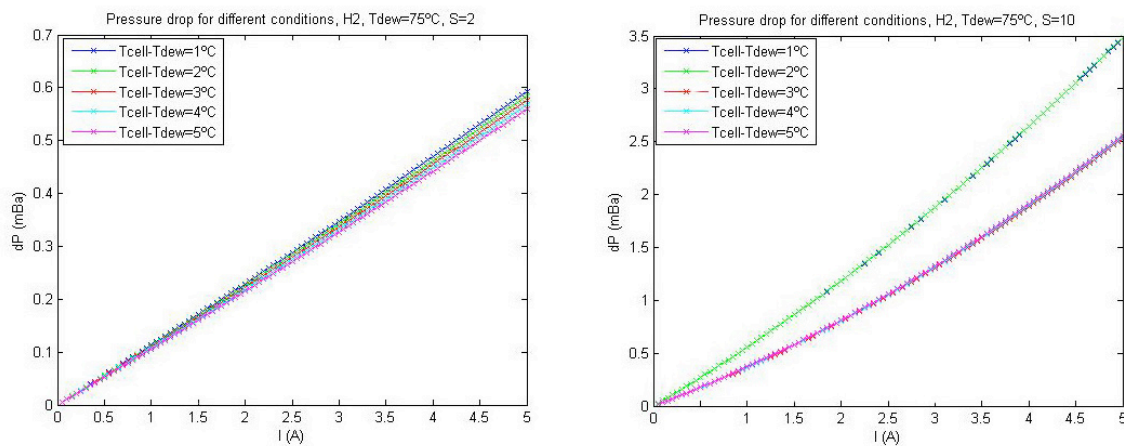 Pressure drop for different conditions, H2, Tdew=75ºC, S=2
0.7
0.6
0.5
0.4
0.3
0.2
0.1
0
dP (mBa)
Tcell-Tdew=1ºC
Tcell-Tdew=2ºC
Tcell-Tdew=3ºC
Tcell-Tdew=4ºC
Tcell-Tdew=5ºC
0 0.5 1 1.5 2 2.5 3 3.5 4 4.5 5
I (A)
Pressure drop for different conditions, H2, Tdew=75ºC, S=10
3.5
3
2.5
2
1.5
1
0.5
0
dP (mBa)
Tcell-Tdew=1ºC
Tcell-Tdew=2ºC
Tcell-Tdew=3ºC
Tcell-Tdew=4ºC
Tcell-Tdew=5ºC
0 0.5 1 1.5 2 2.5 3 3.5 4 4.5 5
I (A)